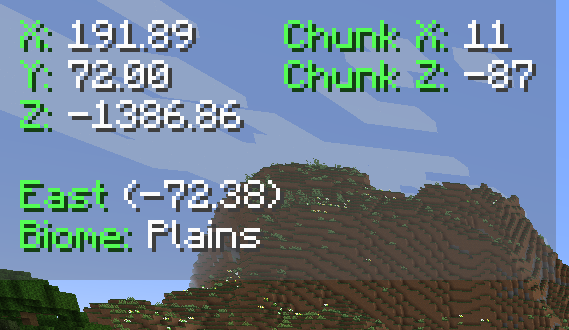 X: 191.89 Chunk X: 11
Y: 72.00 Chunk Z: -87
Z: -1386.86
East (-72.38)
Biome: Plains